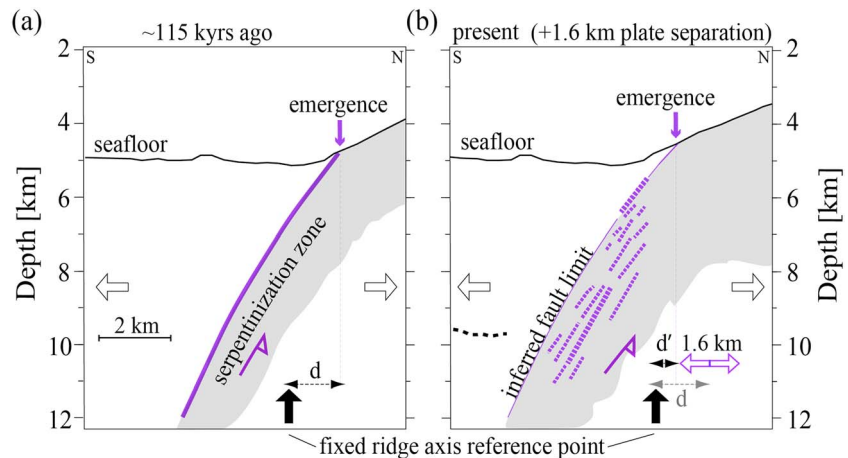 (a)
~115 kyrs ago
(b)
present (+1.6 km plate separation)
2
S
N
S
N
2
emergence
emergence
4
seafloor
seafloor
4
6
6
Depth [km]
serpentinization zone
inferred fault limit
Depth [km]
8
8
2 km
10
d
d'
1.6 km
d
10
12
12
fixed ridge axis reference point